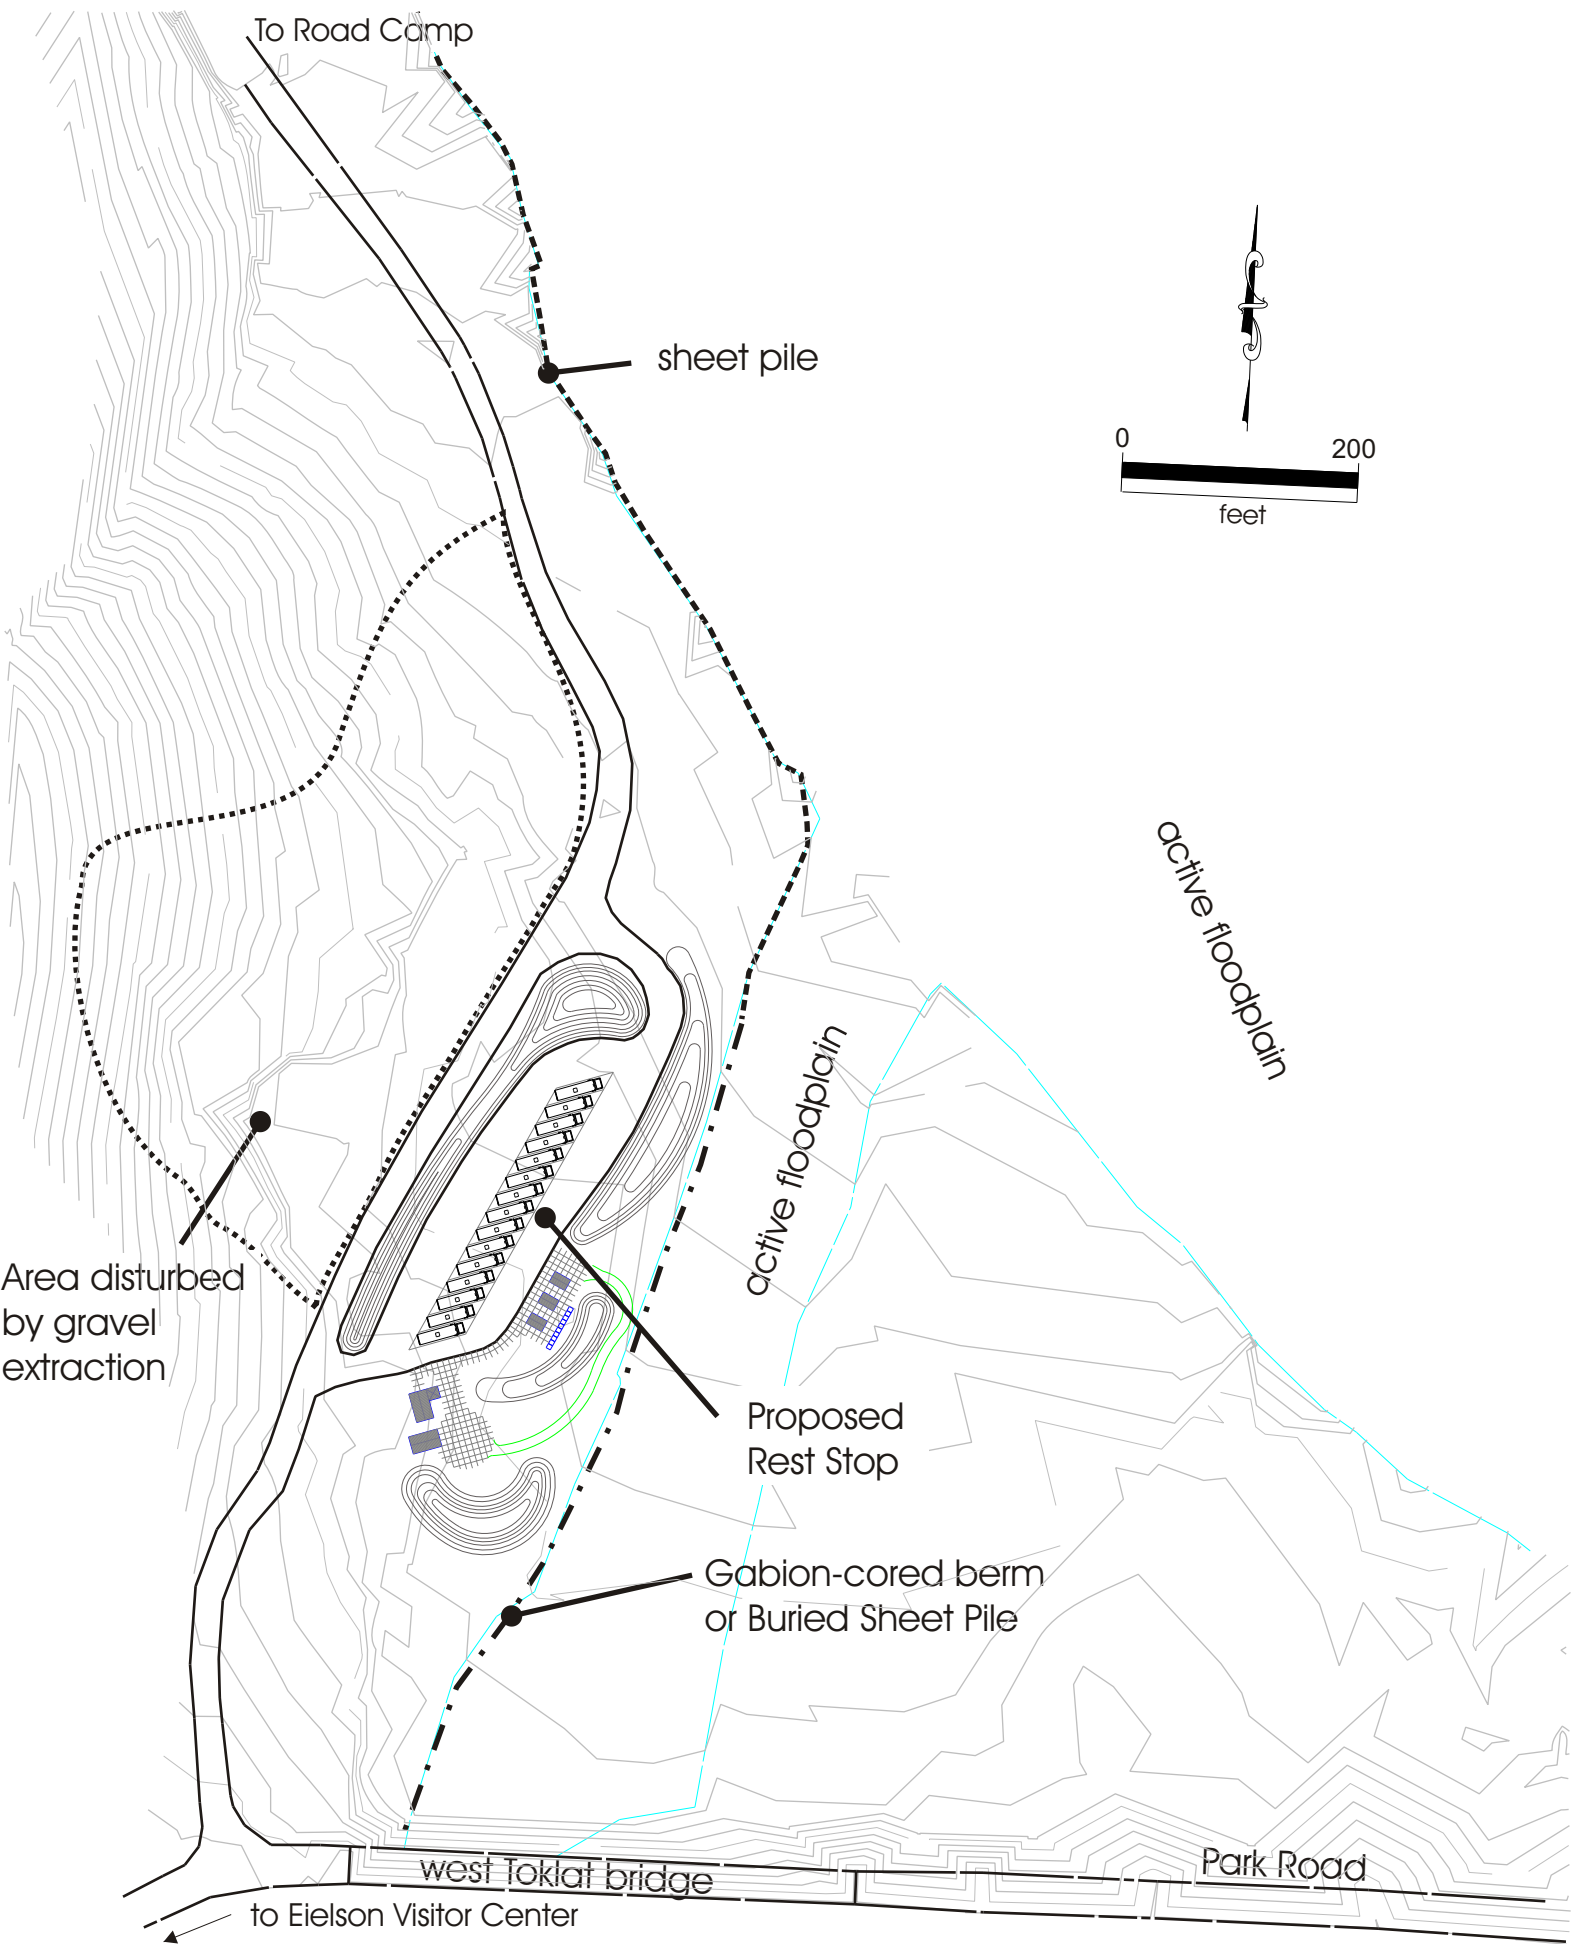 To Road Camp
sheet pile
0
200
feet
active floodplain
active floodplain
Area disturbed
by gravel
extraction
Proposed
Rest Stop
Gabion-cored berm
or Buried Sheet Pile
west Toklat bridge
Park Road
to Eielson Visitor Center